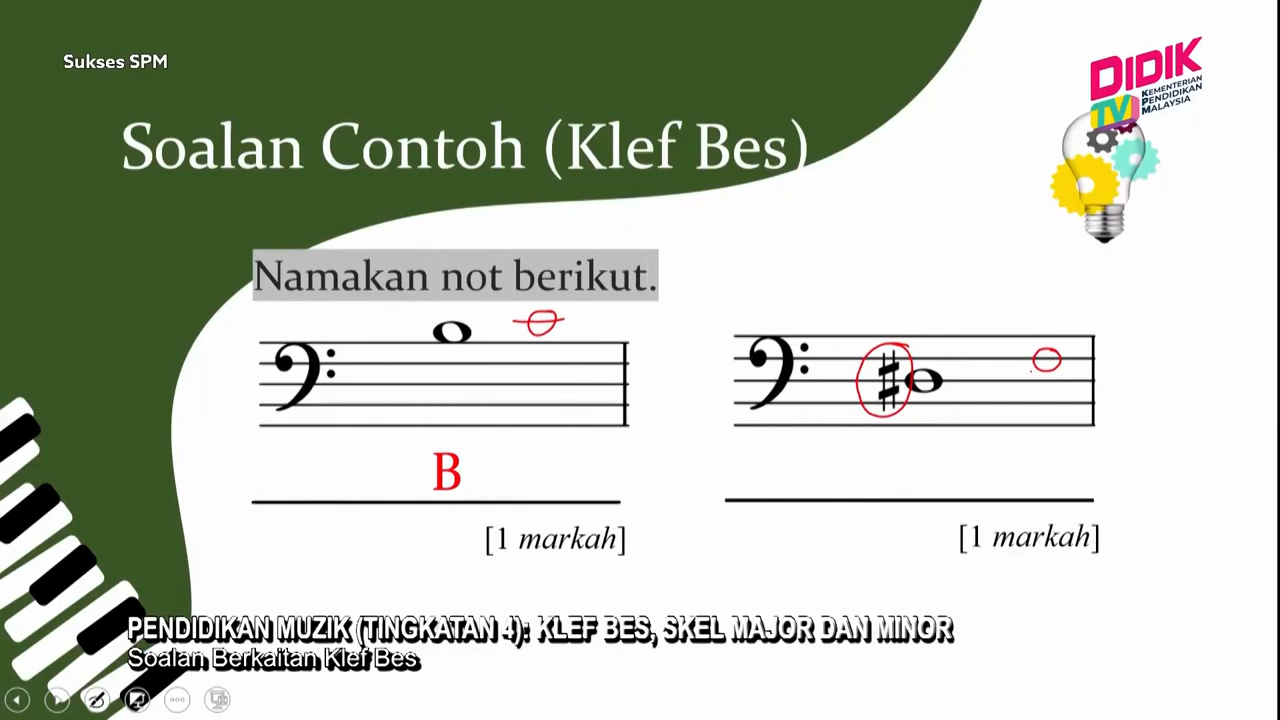 Sukses SPM
DIDIK
TV
KEMENTERIAN
PENDIDIKAN
MALAYSIA
Soalan Contoh (Klef Bes)
Namakan not berikut.
B
[1 markah]
[1 markah]
PENDIDIKAN MUZIK (TINGKATAN 4): KLEF BES, SKEL MAJOR DAN MINOR
Soalan Berkaitan Klef Bes